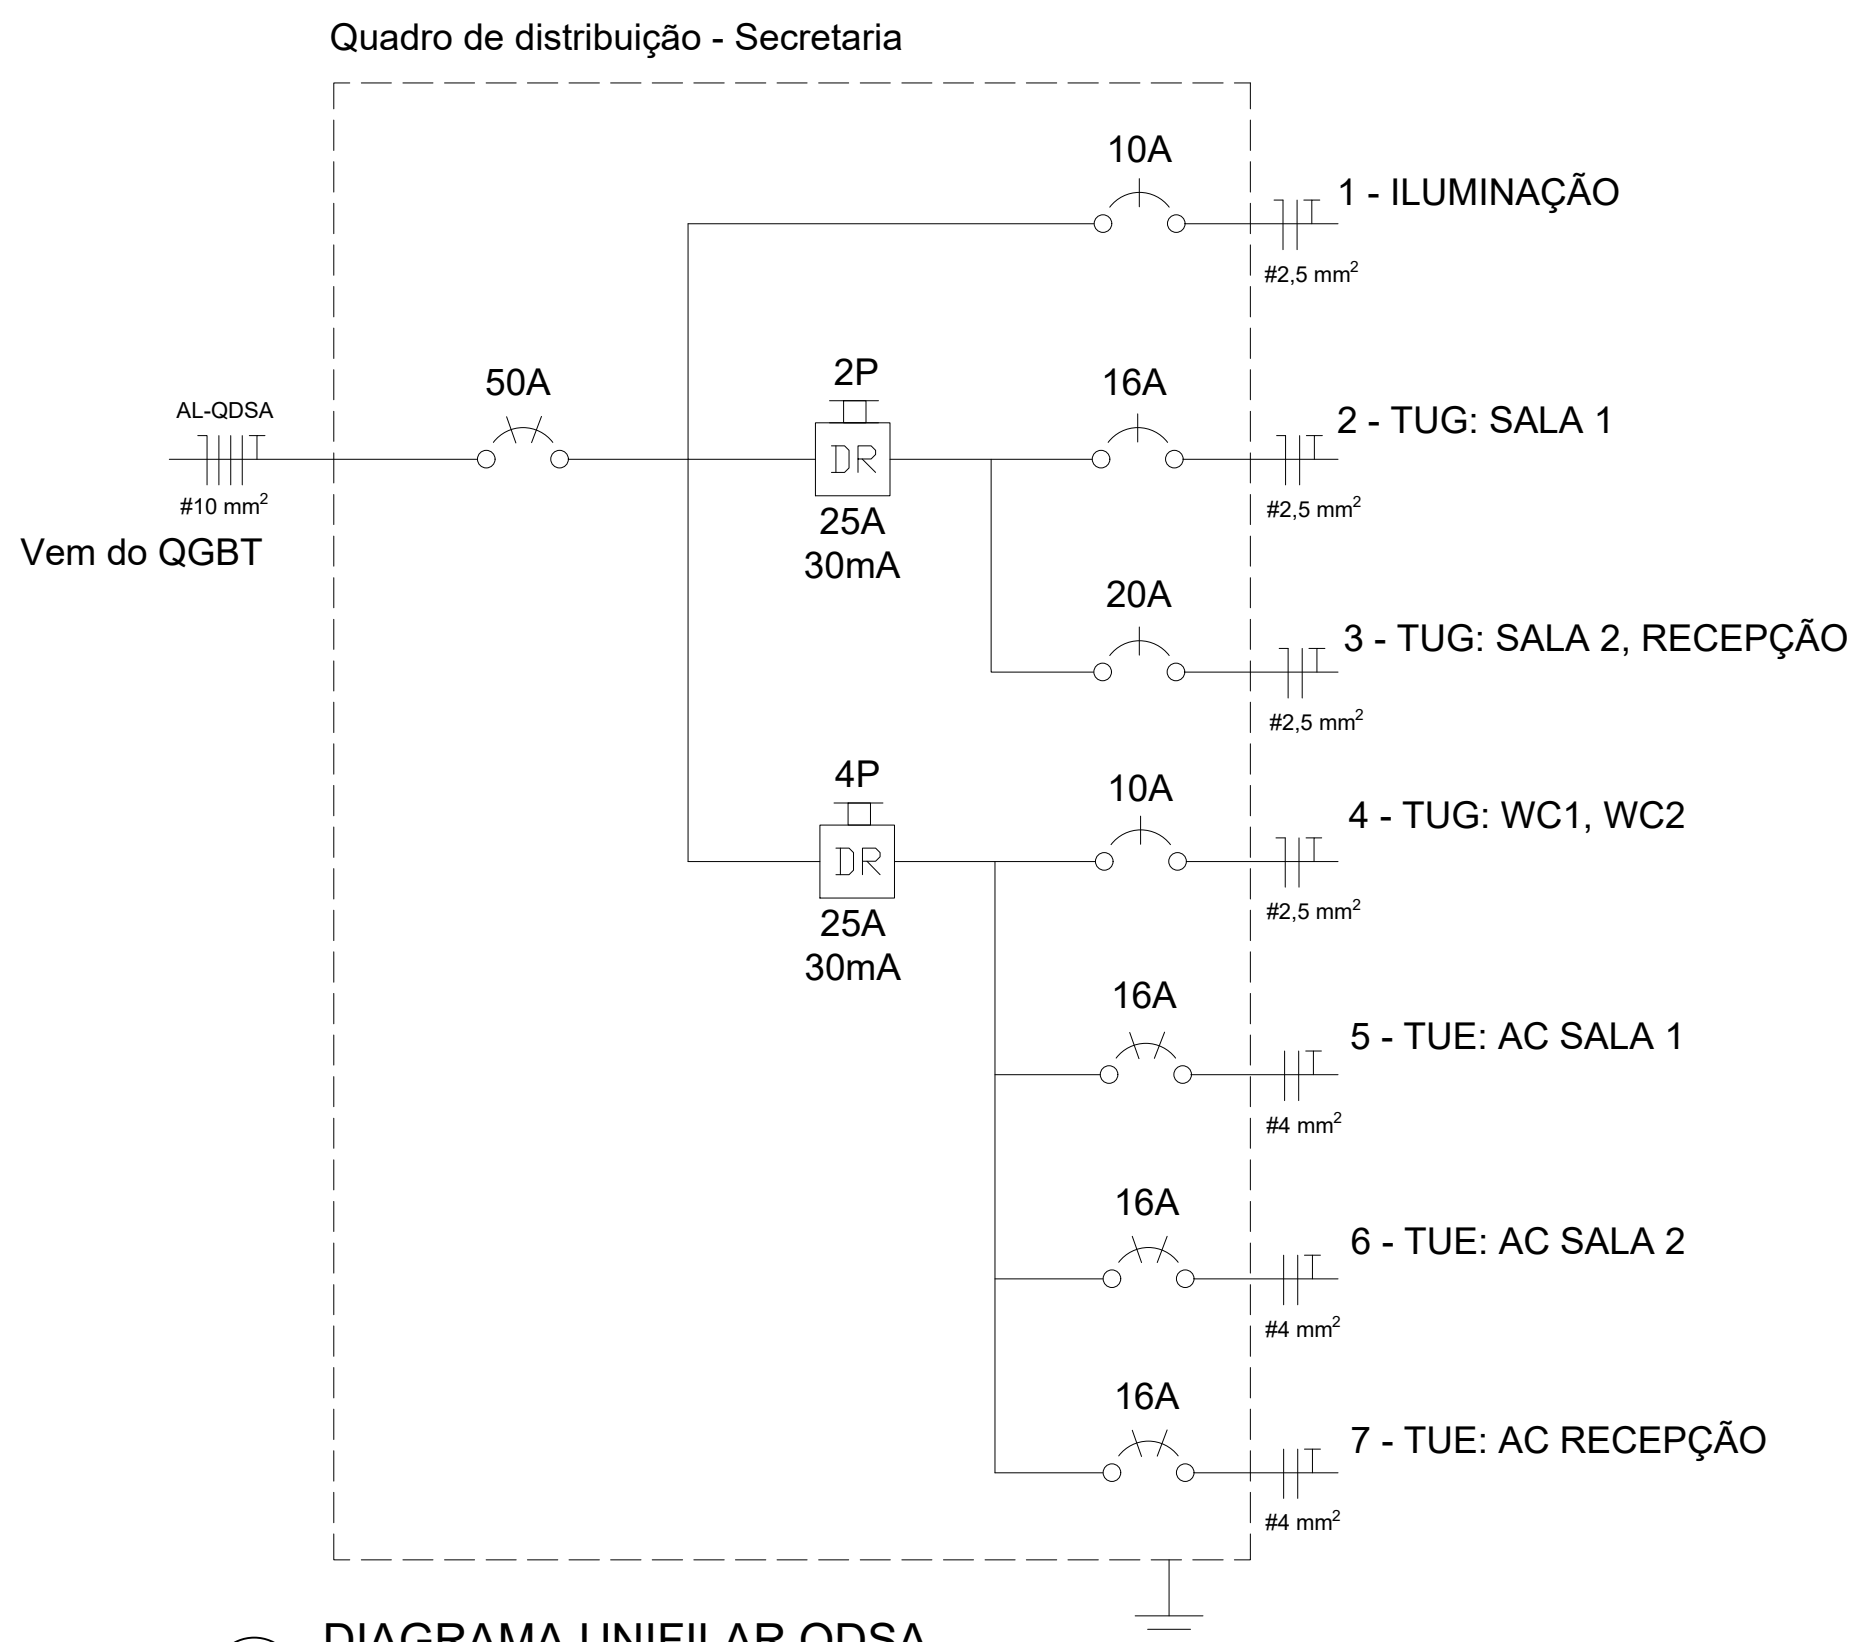 Quadro de distribuição - Secretaria
10A
1 - ILUMINAÇÃO
#2,5 mm²
AL-QDSA
#10 mm²
Vem do QGBT
50A
2P
DR
25A
30mA
16A
2 - TUG: SALA 1
#2,5 mm²
20A
3 - TUG: SALA 2, RECEPÇÃO
#2,5 mm²
4P
DR
25A
30mA
10A
4 - TUG: WC1, WC2
#2,5 mm²
16A
5 - TUE: AC SALA 1
#4 mm²
16A
6 - TUE: AC SALA 2
#4 mm²
16A
7 - TUE: AC RECEPÇÃO
#4 mm²
DIAGRAMA UNIFILAR QDSA